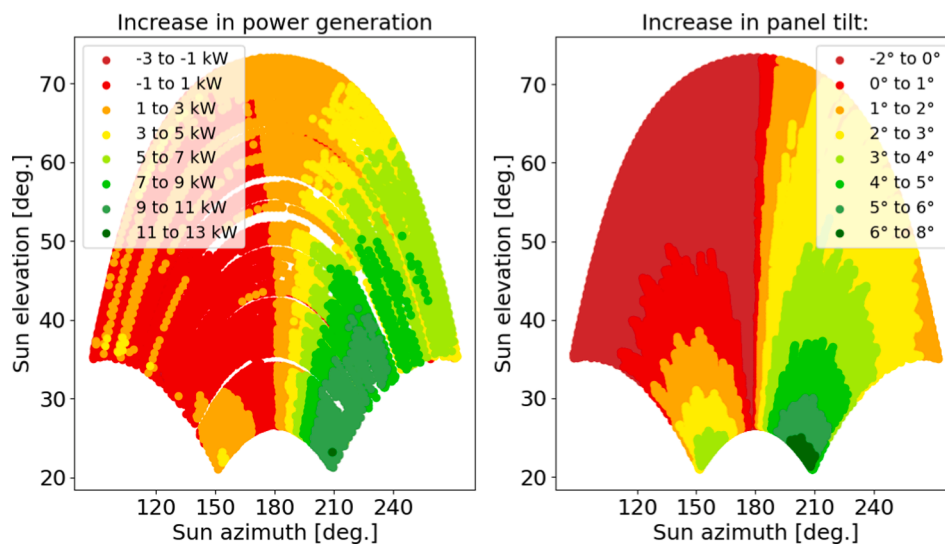 Increase in power generation
-3 to -1 kW
-1 to 1 kW
1 to 3 kW
3 to 5 kW
5 to 7 kW
7 to 9 kW
9 to 11 kW
11 to 13 kW
70
60
50
40
30
20
Sun elevation [deg.]
120 150 180 210 240
Sun azimuth [deg.]
Increase in panel tilt:
-2° to 0°
0° to 1°
1° to 2°
2° to 3°
3° to 4°
4° to 5°
5° to 6°
6° to 8°
70
60
50
40
30
20
Sun elevation [deg.]
120 150 180 210 240
Sun azimuth [deg.]